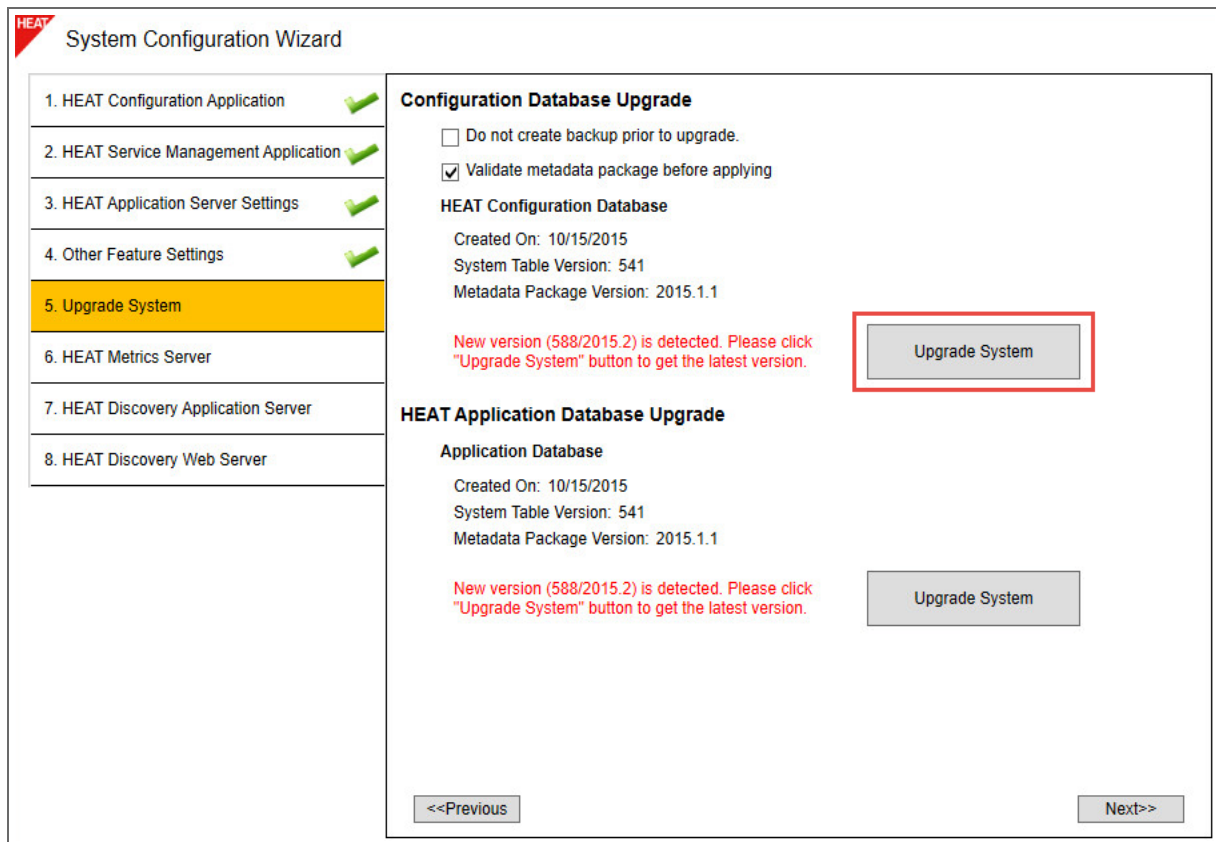 HEAT
System Configuration Wizard
1. HEAT Configuration Application
2. HEAT Service Management Application
3. HEAT Application Server Settings
4. Other Feature Settings
5. Upgrade System
6. HEAT Metrics Server
7. HEAT Discovery Application Server
8. HEAT Discovery Web Server
Configuration Database Upgrade
Do not create backup prior to upgrade.
Validate metadata package before applying
HEAT Configuration Database
Created On: 10/15/2015
System Table Version: 541
Metadata Package Version: 2015.1.1
New version (588/2015.2) is detected. Please click
"Upgrade System" button to get the latest version.
Upgrade System
HEAT Application Database Upgrade
Application Database
Created On: 10/15/2015
System Table Version: 541
Metadata Package Version: 2015.1.1
New version (588/2015.2) is detected. Please click
"Upgrade System" button to get the latest version.
Upgrade System
<<Previous
Next>>